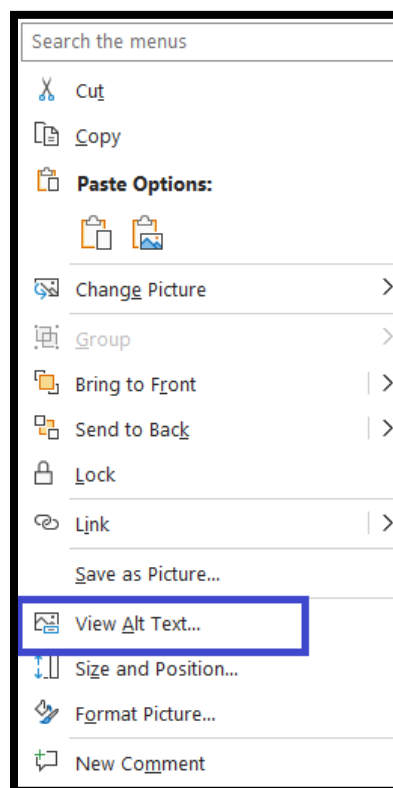 Search the menus
Cut
Copy
Paste Options:
Change Picture
Group
Bring to Front
Send to Back
Lock
Link
Save as Picture...
View Alt Text...
Size and Position...
Format Picture...
New Comment